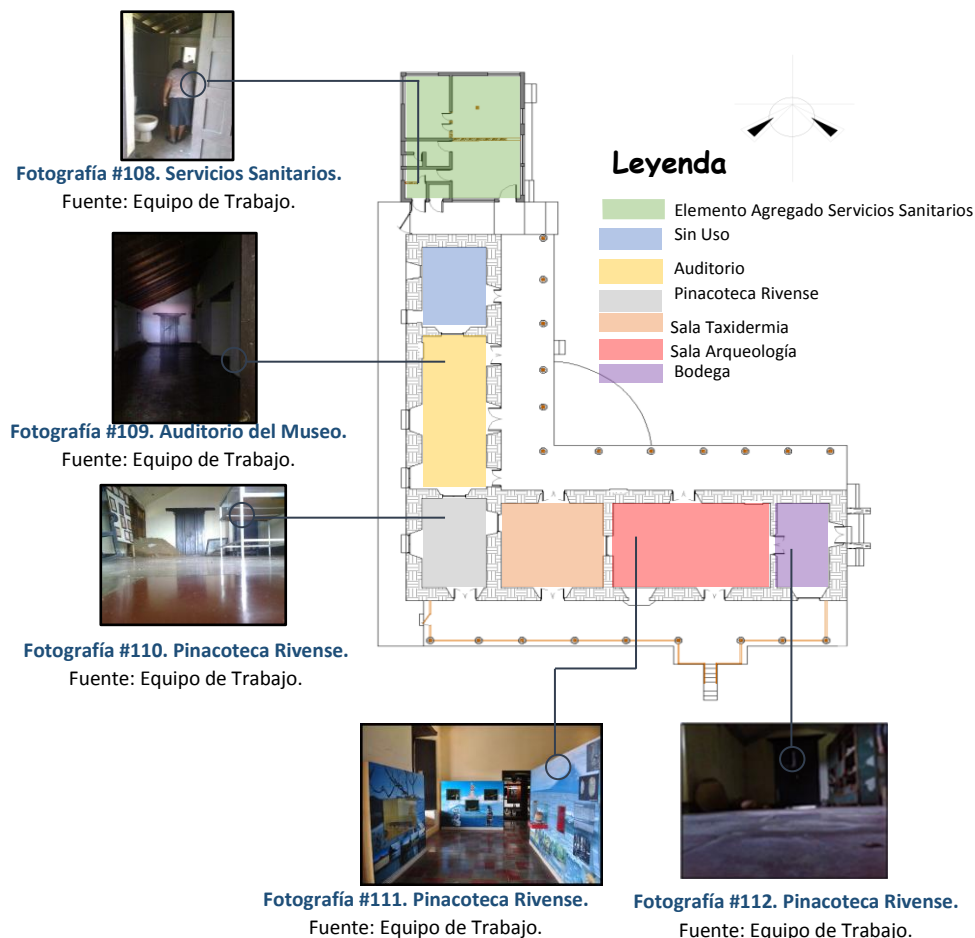 Fotografía #108. Servicios Sanitarios.
Fuente: Equipo de Trabajo.
Leyenda
Elemento Agregado Servicios Sanitarios
Sin Uso
Auditorio
Pinacoteca Rivense
Sala Taxidermia
Sala Arqueología
Bodega
Fotografía #109. Auditorio del Museo.
Fuente: Equipo de Trabajo.
Fotografía #110. Pinacoteca Rivense.
Fuente: Equipo de Trabajo.
Fotografía #111. Pinacoteca Rivense.
Fuente: Equipo de Trabajo.
Fotografía #112. Pinacoteca Rivense.
Fuente: Equipo de Trabajo.